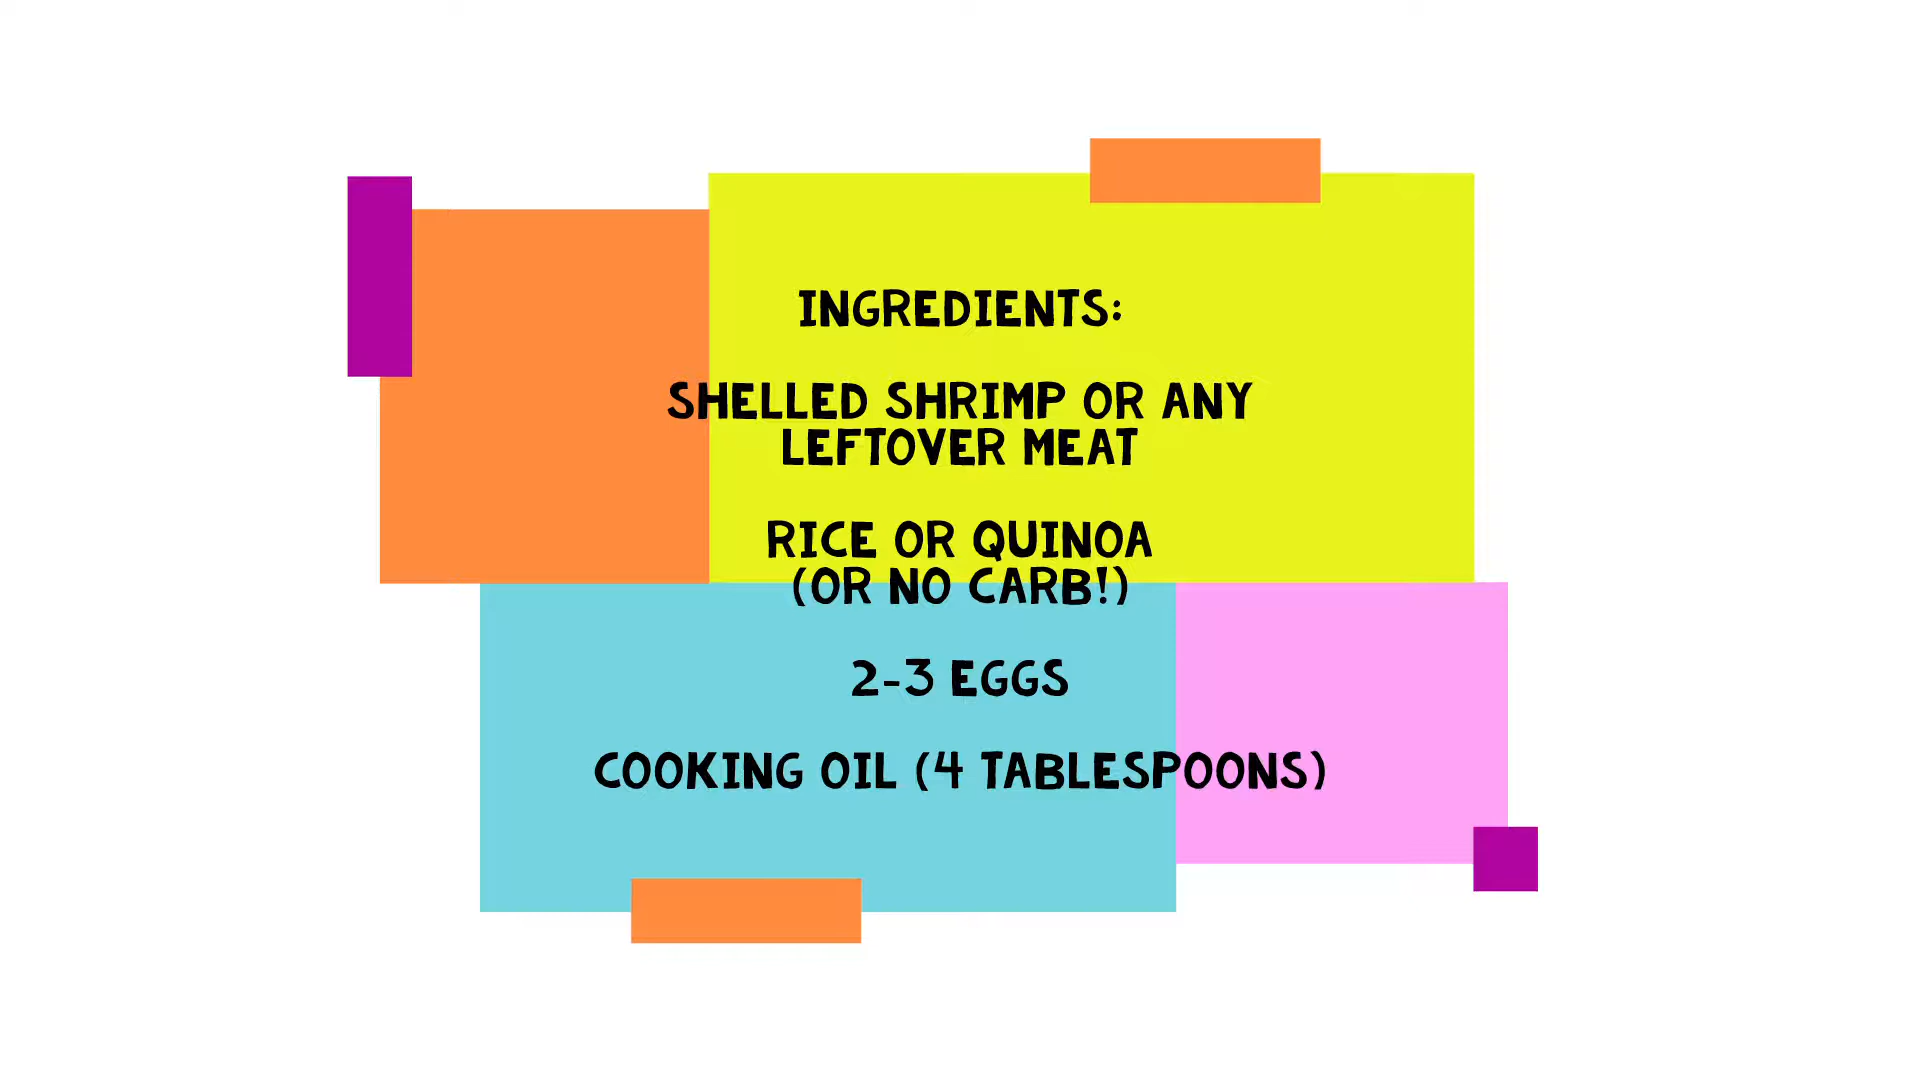 INGREDIENTS:
SHELLED SHRIMP OR ANY
LEFTOVER MEAT
RICE OR QUINOA
(OR NO CARB!)
2-3 EGGS
COOKING OIL (4 TABLESPOONS)